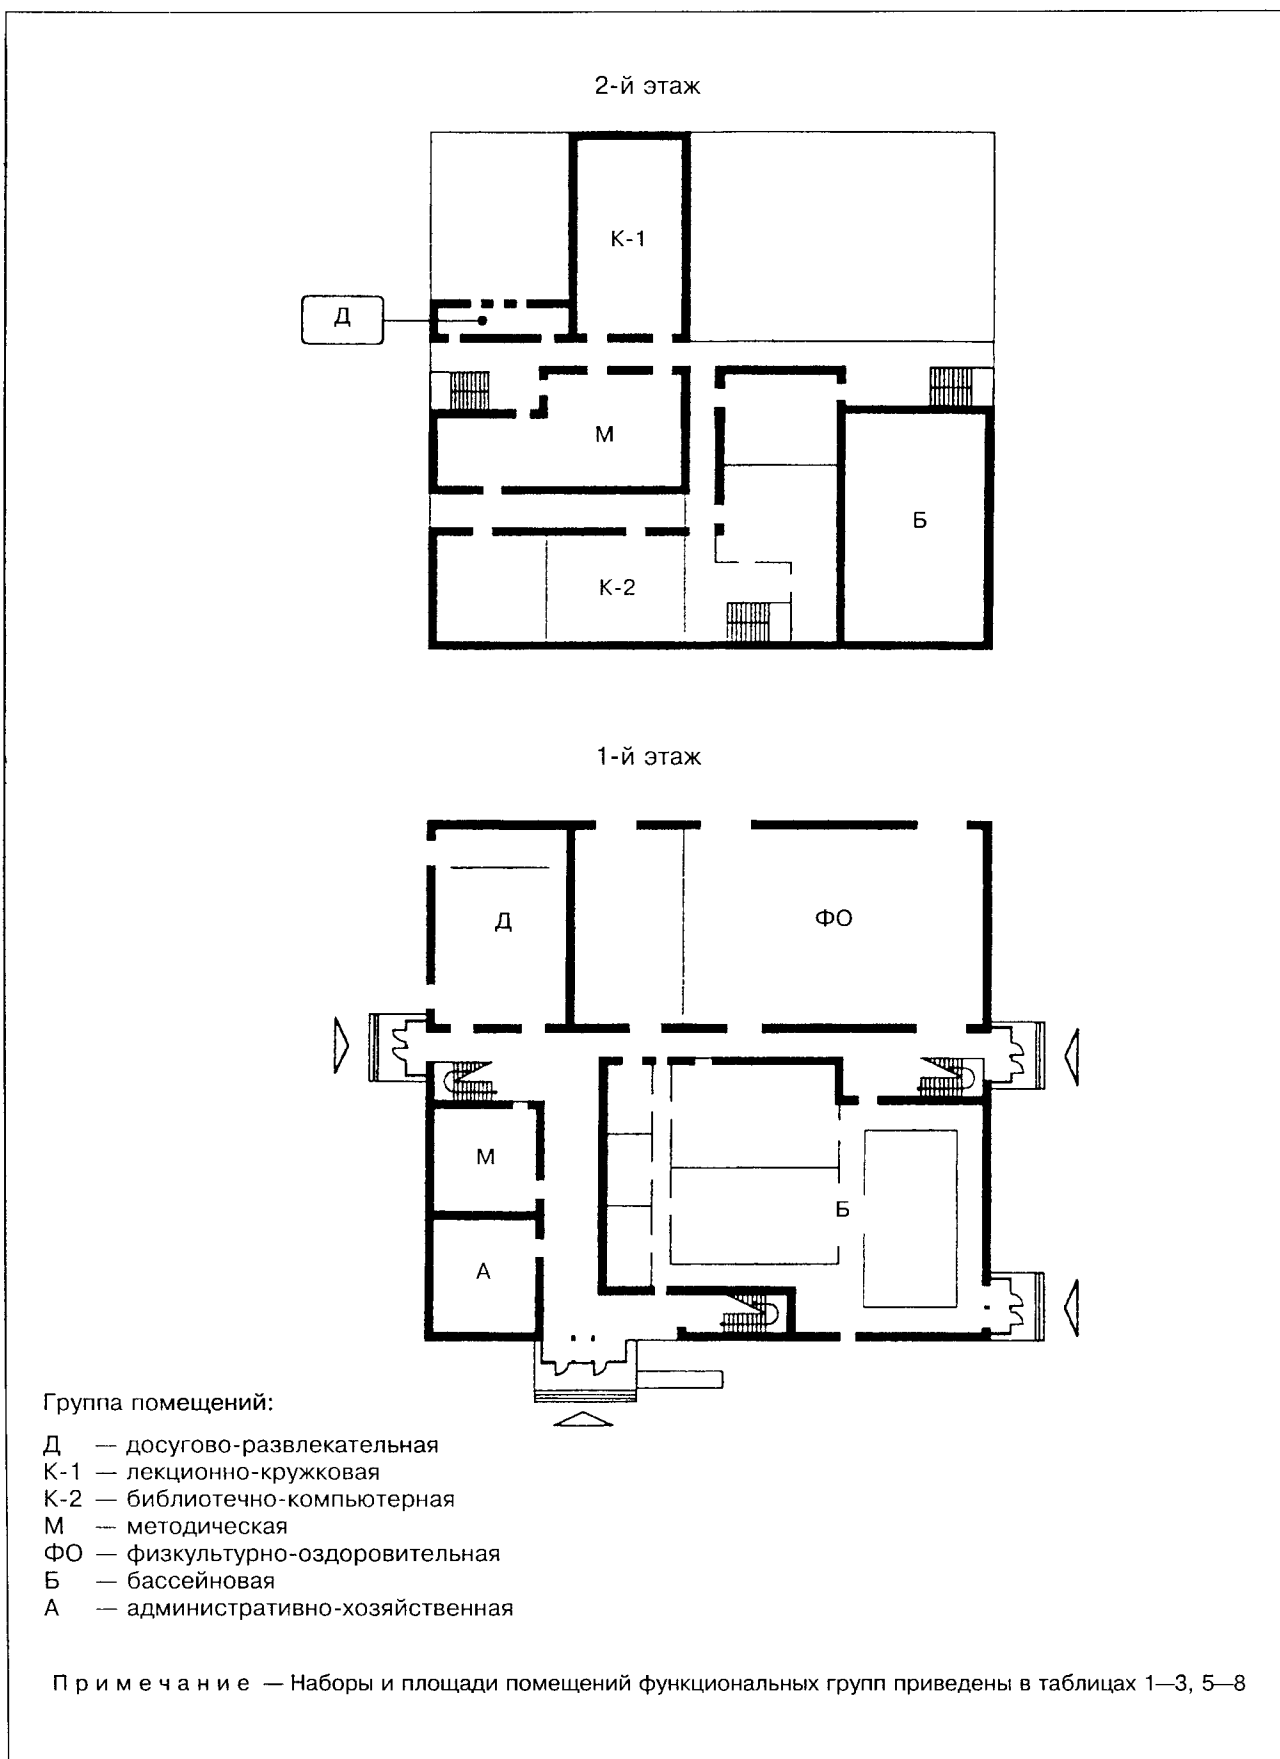 2-й этаж
К-1
Д
М
Б
К-2
1-й этаж
Д
ФО
М
Б
А
Группа помещений:
Д — досугово-развлекательная
К-1 — лекционно-кружковая
К-2 — библиотечно-компьютерная
М — методическая
ФО — физкультурно-оздоровительная
Б — бассейновая
А — административно-хозяйственная
Примечание — Наборы и площади помещений функциональных групп приведены в таблицах 1—3, 5—8